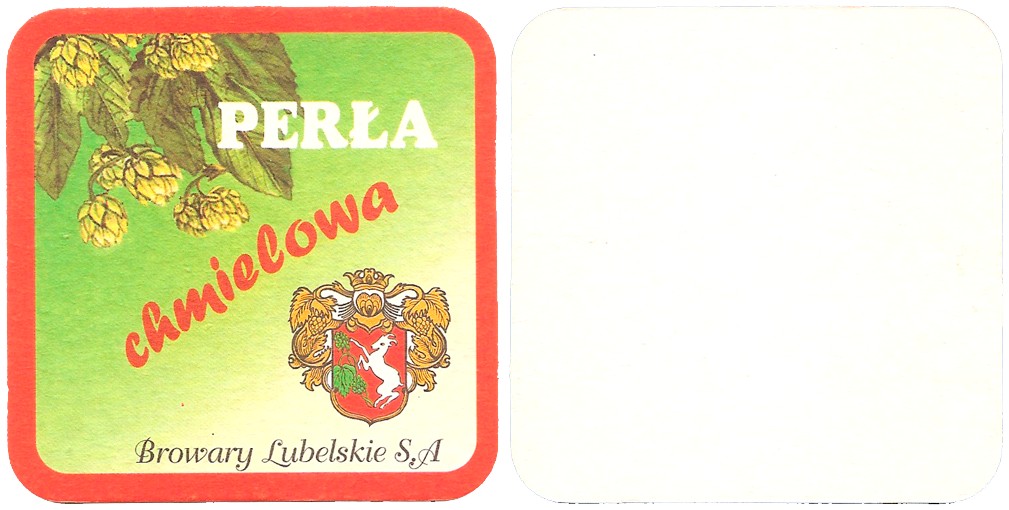 PERŁA
chmielowa
Browary Lubelskie S.A